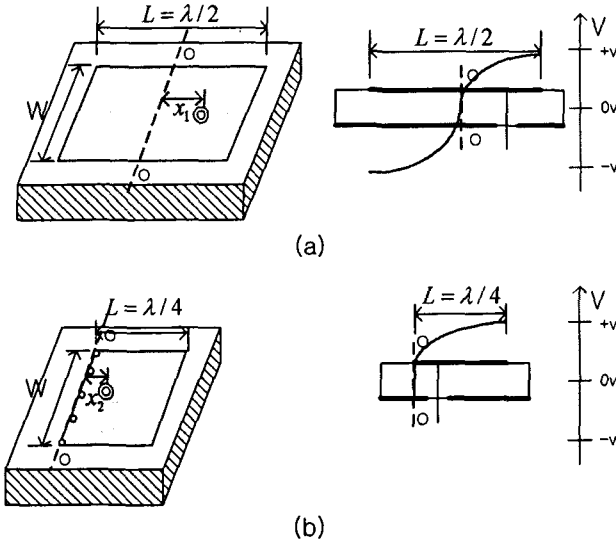 L = λ/2
O
W
x₁
O
L = λ/2
O
O
V
+v
0v
-v
(a)
L = λ/4
O
W
x₂
O
L = λ/4
O
O
V
+v
0v
-v
(b)